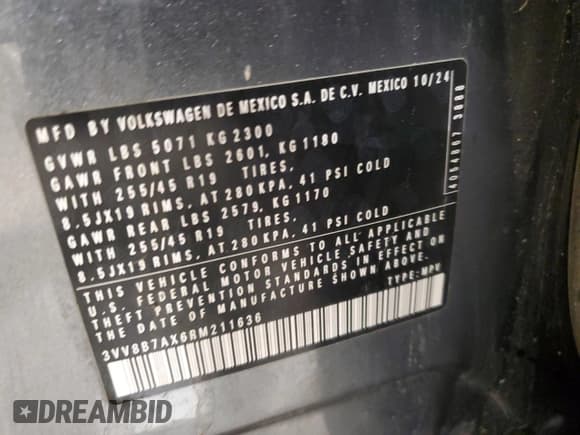 MFD BY VOLKSWAGEN DE MEXICO S.A. DE C.V. MEXICO 10/24
GVWR LBS 5071 KG 2300
GAWR FRONT LBS 2601, KG 1180
WITH 255/45 R19 TIRES,
8.5JX19 RIMS, AT 280 KPA, 41 PSI COLD
GAWR REAR LBS 2579, KG 1170
WITH 255/45 R19 TIRES,
8.5JX19 RIMS, AT 280 KPA, 41 PSI COLD
THIS VEHICLE CONFORMS TO ALL APPLICABLE
U.S. FEDERAL MOTOR VEHICLE SAFETY AND
THEFT PREVENTION STANDARDS IN EFFECT ON
THE DATE OF MANUFACTURE SHOWN ABOVE.
3VV8B7AX6RM211636 TYPE: MPV
4054007 3080
DREAMBID